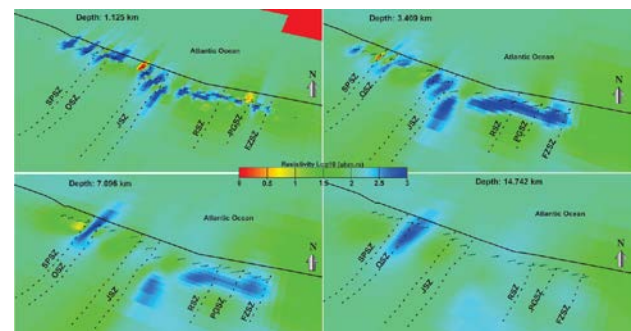 Depth: 1.125 km
Atlantic Ocean
N
SPSZ
OSZ
JSZ
RSZ
PGSZ
FZSZ
Depth: 3.409 km
Atlantic Ocean
N
SPSZ
OSZ
JSZ
RSZ
PGSZ
FZSZ
Resistivity Log10 (ohm.m)
0 0.5 1 1.5 2 2.5 3
Depth: 7.096 km
Atlantic Ocean
N
SPSZ
OSZ
JSZ
RSZ
PGSZ
FZSZ
Depth: 14.742 km
Atlantic Ocean
N
SPSZ
OSZ
JSZ
RSZ
PGSZ
FZSZ